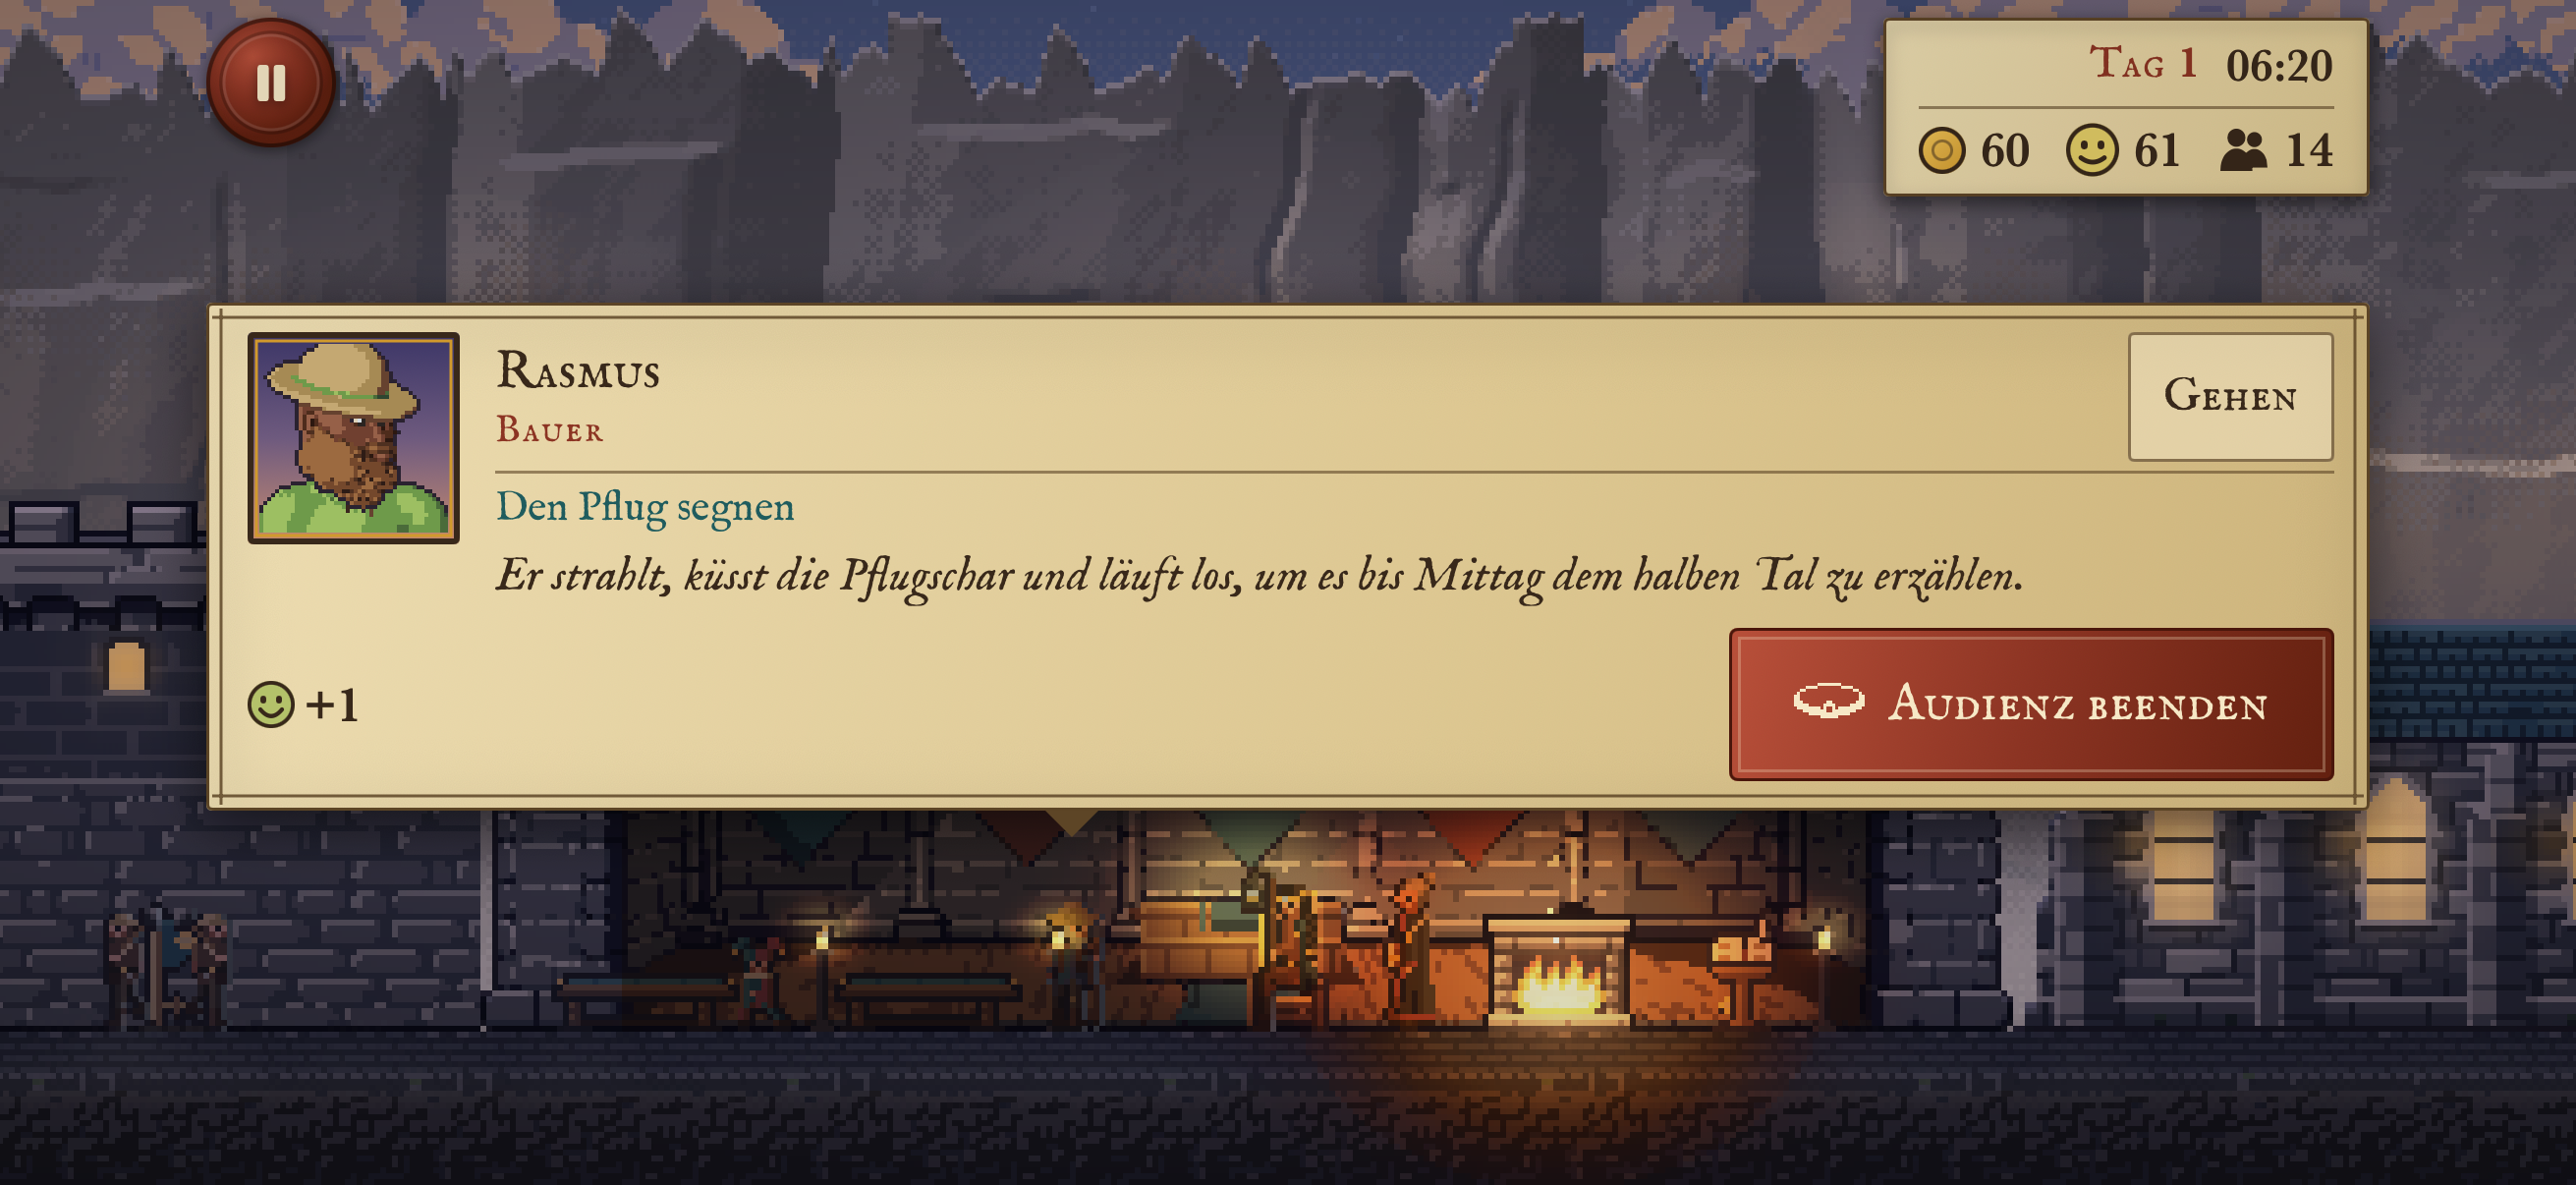 Tag 1 06:20
60 61 14
Rasmus
Gehen
Bauer
Den Pflug segnen
Er strahlt, küsst die Pflugschar und läuft los, um es bis Mittag dem halben Tal zu erzählen.
+1
Audienz beenden